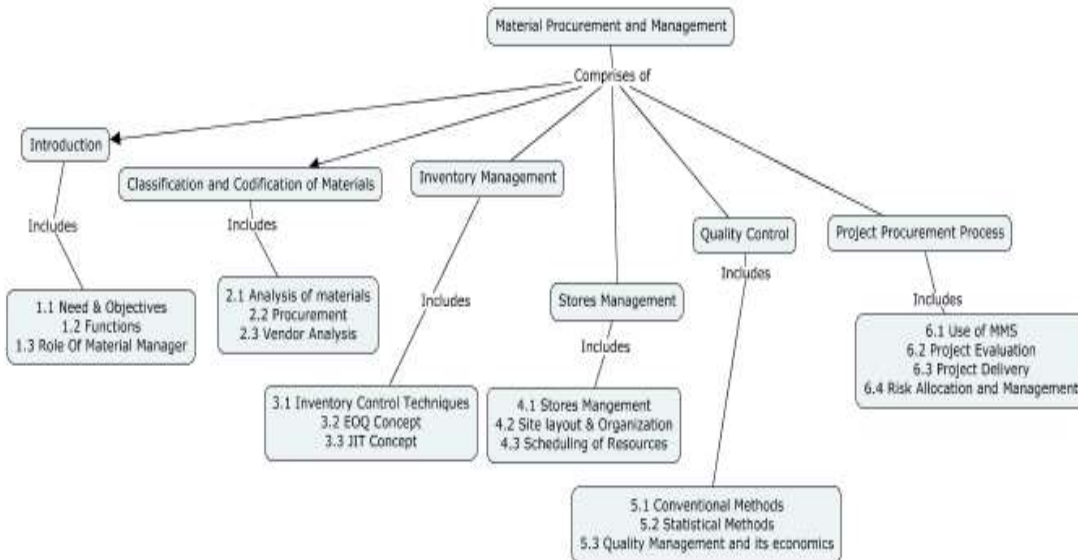 Material Procurement and Management
Comprises of
Introduction
Classification and Codification of Materials
Inventory Management
Quality Control
Project Procurement Process
Includes
Includes
Includes
Includes
Includes
Stores Management
Includes
1.1 Need & Objectives
1.2 Functions
1.3 Role Of Material Manager
2.1 Analysis of materials
2.2 Procurement
2.3 Vendor Analysis
3.1 Inventory Control Techniques
3.2 EOQ Concept
3.3 JIT Concept
4.1 Stores Mangement
4.2 Site layout & Organization
4.3 Scheduling of Resources
5.1 Conventional Methods
5.2 Statistical Methods
5.3 Quality Management and its economics
6.1 Use of MMS
6.2 Project Evaluation
6.3 Project Delivery
6.4 Risk Allocation and Management